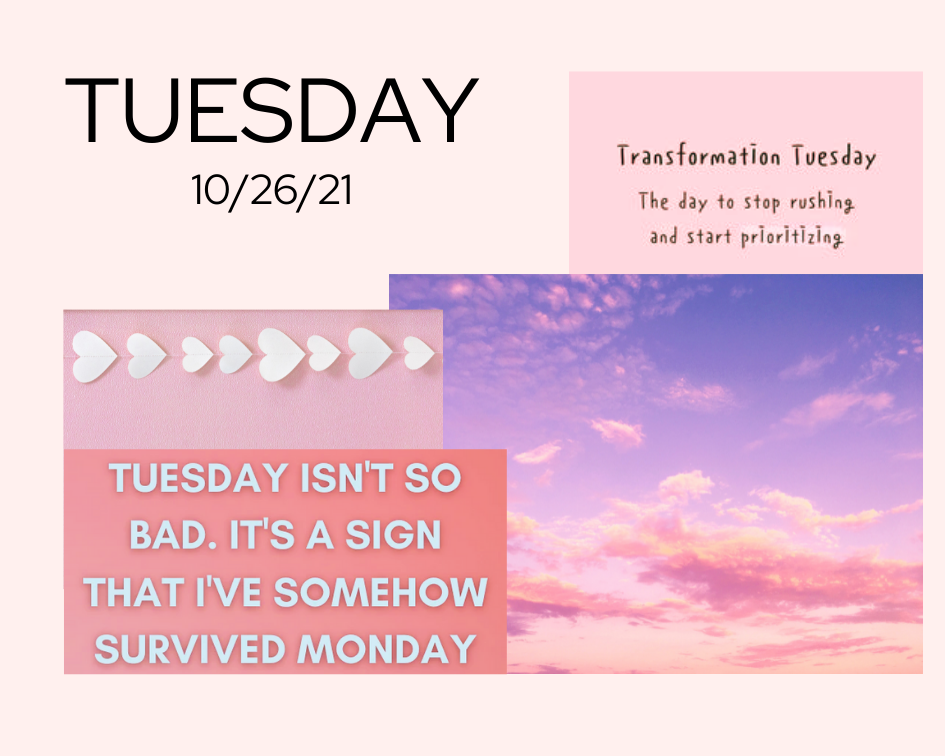 TUESDAY
10/26/21
Transformation Tuesday
The day to stop rushing
and start prioritizing
TUESDAY ISN'T SO
BAD. IT'S A SIGN
THAT I'VE SOMEHOW
SURVIVED MONDAY